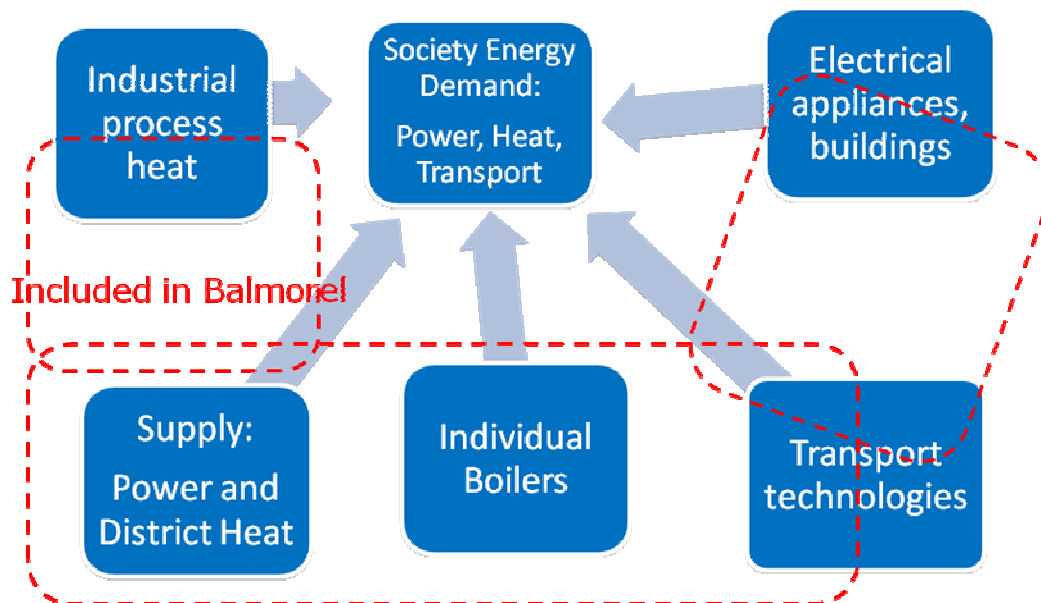 Industrial
process
heat
Society Energy
Demand:
Power, Heat,
Transport
Electrical
appliances,
buildings
Included in Balmorel
Supply:
Power and
District Heat
Individual
Boilers
Transport
technologies